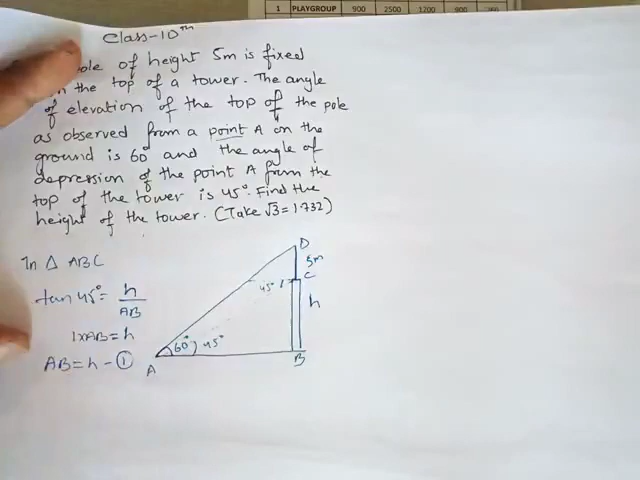 1 PLAYGROUP 900 2500 1200 900
Class-10th
pole of height 5m is fixed
the top of a tower. The angle
of elevation of the top of the pole
as observed from a point A on the
ground is 60° and the angle of
depression of the point A from the
top of the tower is 45°. Find the
height of the tower. (Take √3 = 1.732)
In Δ ABC
tan 45° = h/AB
1×AB = h
AB = h - ①
D
5m
C
45°
h
60° 45°
A
B